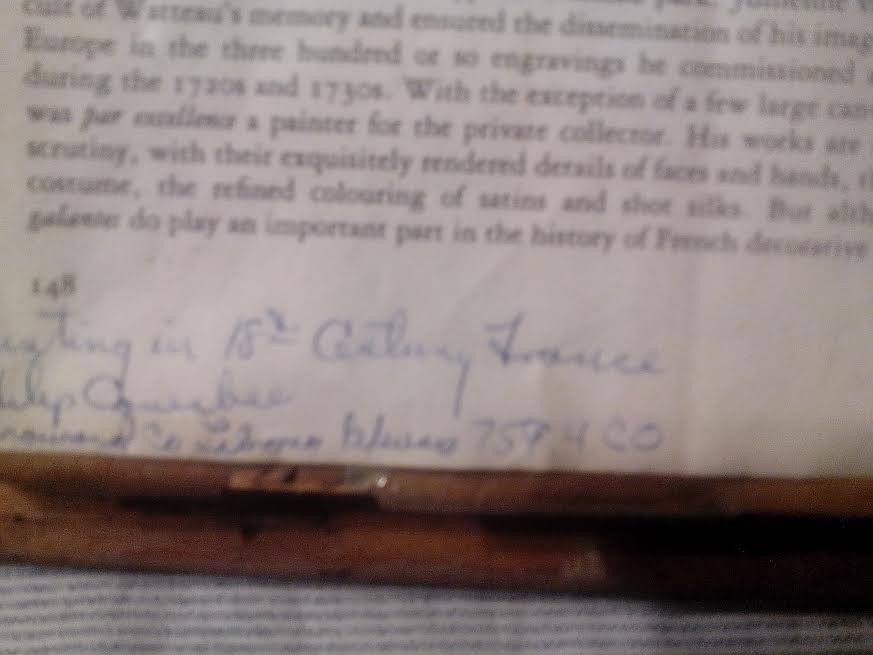 cult of Watteau's memory and ensured the dissemination of his imag
Europe in the three hundred or so engravings he commissioned
during the 1720s and 1730s. With the exception of a few large can
was par excellence a painter for the private collector. His works are
scrutiny, with their exquisitely rendered details of faces and hands, th
costume, the refined colouring of satins and shot silks. But alth
galantes do play an important part in the history of French decorative
148
in 18th Century France
Co